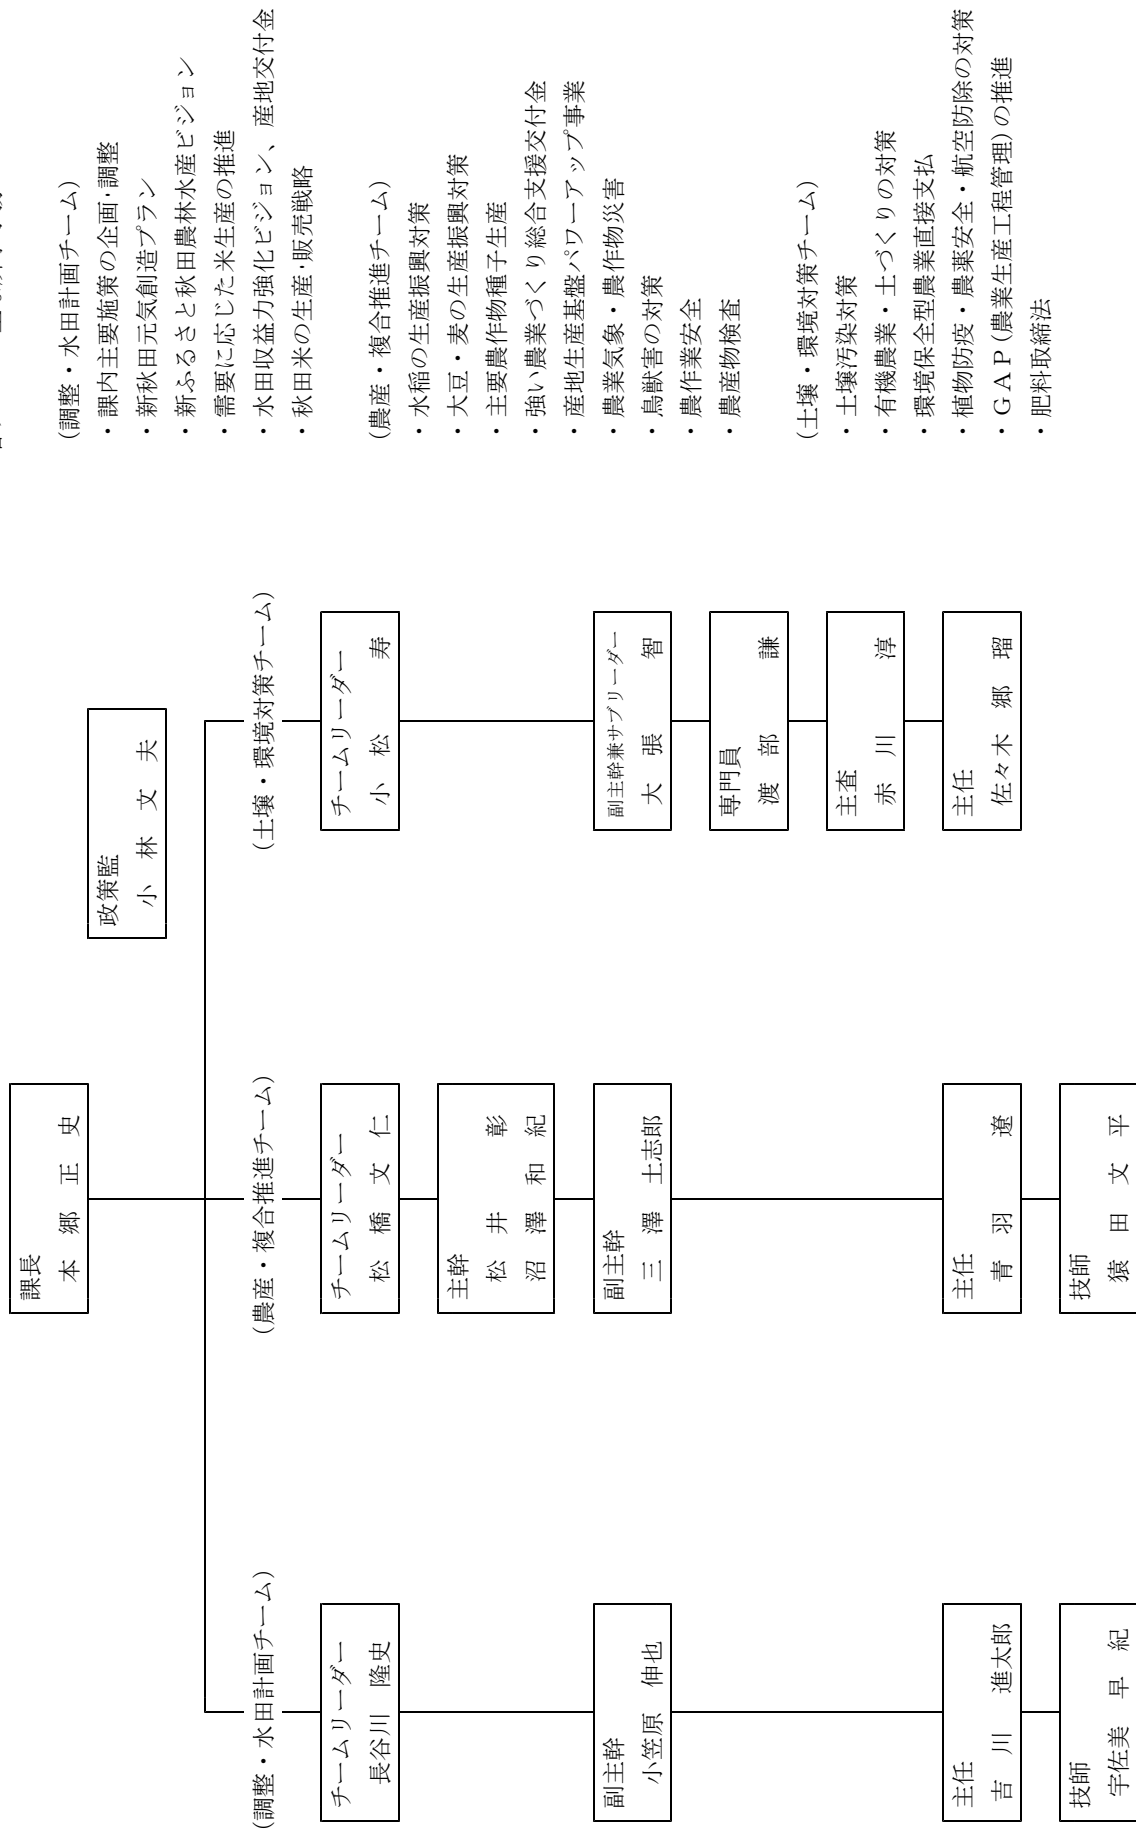 課長
本郷正史
政策監
小林文夫
(調整・水田計画チーム)
チームリーダー
長谷川 隆史
副主幹
小笠原 伸也
主任
吉川 進太郎
技師
宇佐美 早紀
(農産・複合推進チーム)
チームリーダー
松橋文仁
主幹
松井 彰
沼澤和紀
副主幹
三澤 土志郎
主任
青羽 遼
技師
猿田文平
(土壌・環境対策チーム)
チームリーダー
小松 寿
副主幹兼サブリーダー
大張 智
専門員
渡部 謙
主査
赤川 淳
主任
佐々木 郷瑠
(調整・水田計画チーム)
・課内主要施策の企画・調整
・新秋田元気創造プラン
・新ふるさと秋田農林水産ビジョン
・需要に応じた米生産の推進
・水田収益力強化ビジョン、産地交付金
・秋田米の生産・販売戦略
(農産・複合推進チーム)
・水稲の生産振興対策
・大豆・麦の生産振興対策
・主要農作物種子生産
・強い農業づくり総合支援交付金
・産地生産基盤パワーアップ事業
・農業気象・農作物災害
・鳥獣害の対策
・農作業安全
・農産物検査
(土壌・環境対策チーム)
・土壌汚染対策
・有機農業・土づくりの対策
・環境保全型農業直接支払
・植物防疫・農薬安全・航空防除の対策
・GAP(農業生産工程管理)の推進
・肥料取締法